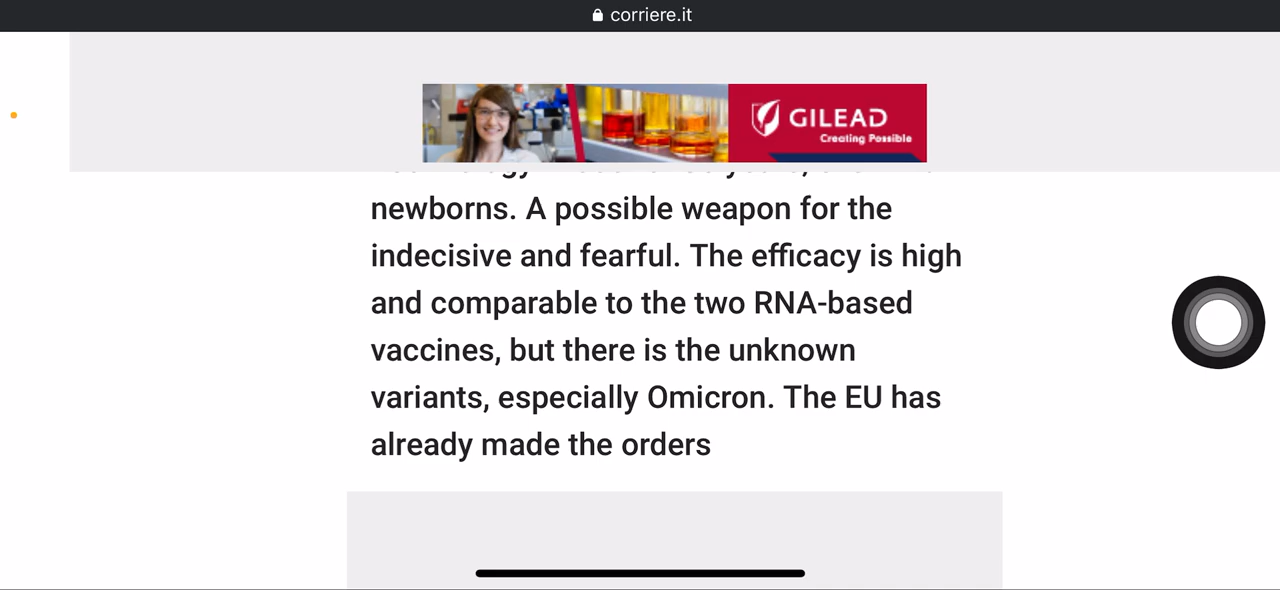 corriere.it
GILEAD
Creating Possible
newborns. A possible weapon for the
indecisive and fearful. The efficacy is high
and comparable to the two RNA-based
vaccines, but there is the unknown
variants, especially Omicron. The EU has
already made the orders